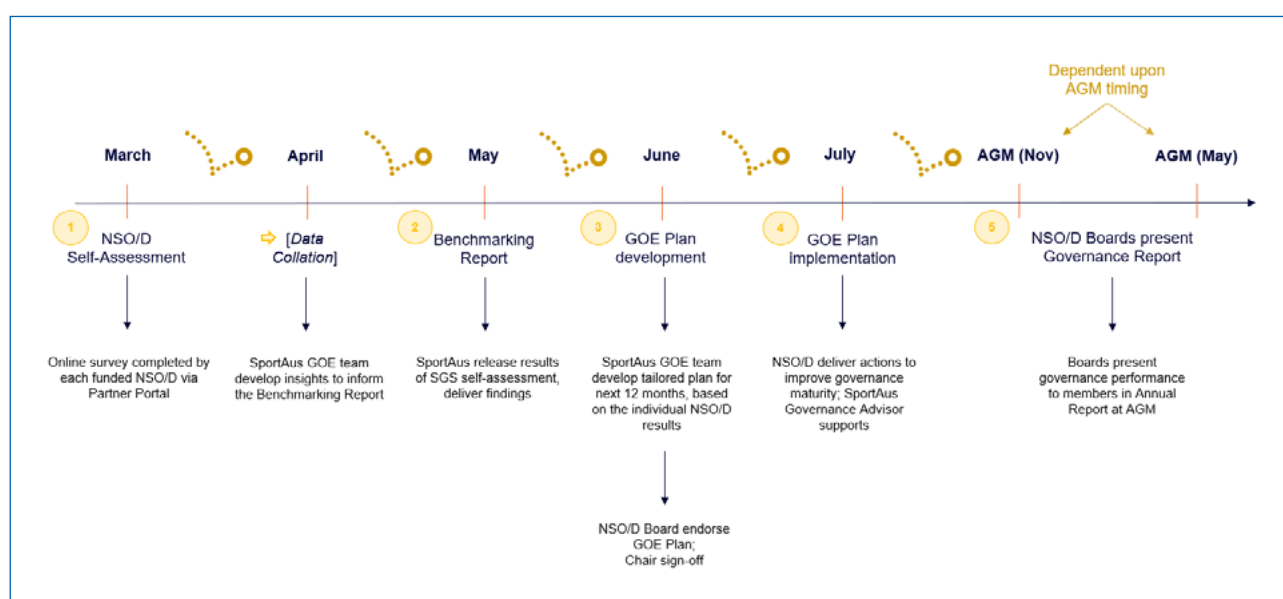 Dependent upon
AGM timing
March
April
May
June
July
AGM (Nov)
AGM (May)
1
NSO/D
Self-Assessment
[Data
Collation]
2
Benchmarking
Report
3
GOE Plan
development
4
GOE Plan
implementation
5
NSO/D Boards present
Governance Report
Online survey completed by
each funded NSO/D via
Partner Portal
SportAus GOE team
develop insights to inform
the Benchmarking Report
SportAus release results
of SGS self-assessment,
deliver findings
SportAus GOE team
develop tailored plan for
next 12 months, based
on the individual NSO/D
results
NSO/D deliver actions to
improve governance
maturity; SportAus
Governance Advisor
supports
Boards present
governance performance
to members in Annual
Report at AGM
NSO/D Board endorse
GOE Plan;
Chair sign-off